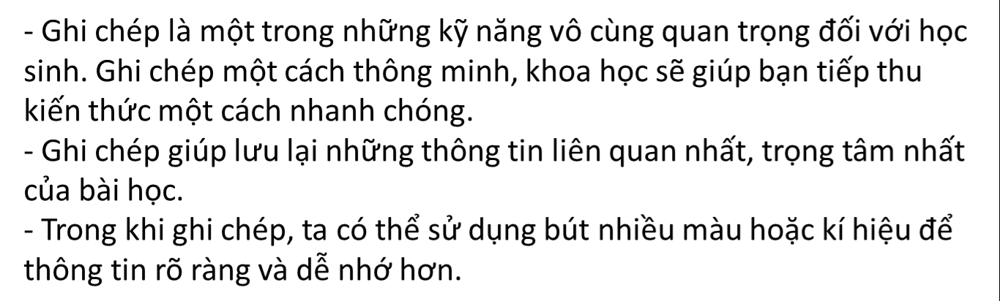 - Ghi chép là một trong những kỹ năng vô cùng quan trọng đối với học
sinh. Ghi chép một cách thông minh, khoa học sẽ giúp bạn tiếp thu
kiến thức một cách nhanh chóng.
- Ghi chép giúp lưu lại những thông tin liên quan nhất, trọng tâm nhất
của bài học.
- Trong khi ghi chép, ta có thể sử dụng bút nhiều màu hoặc kí hiệu để
thông tin rõ ràng và dễ nhớ hơn.